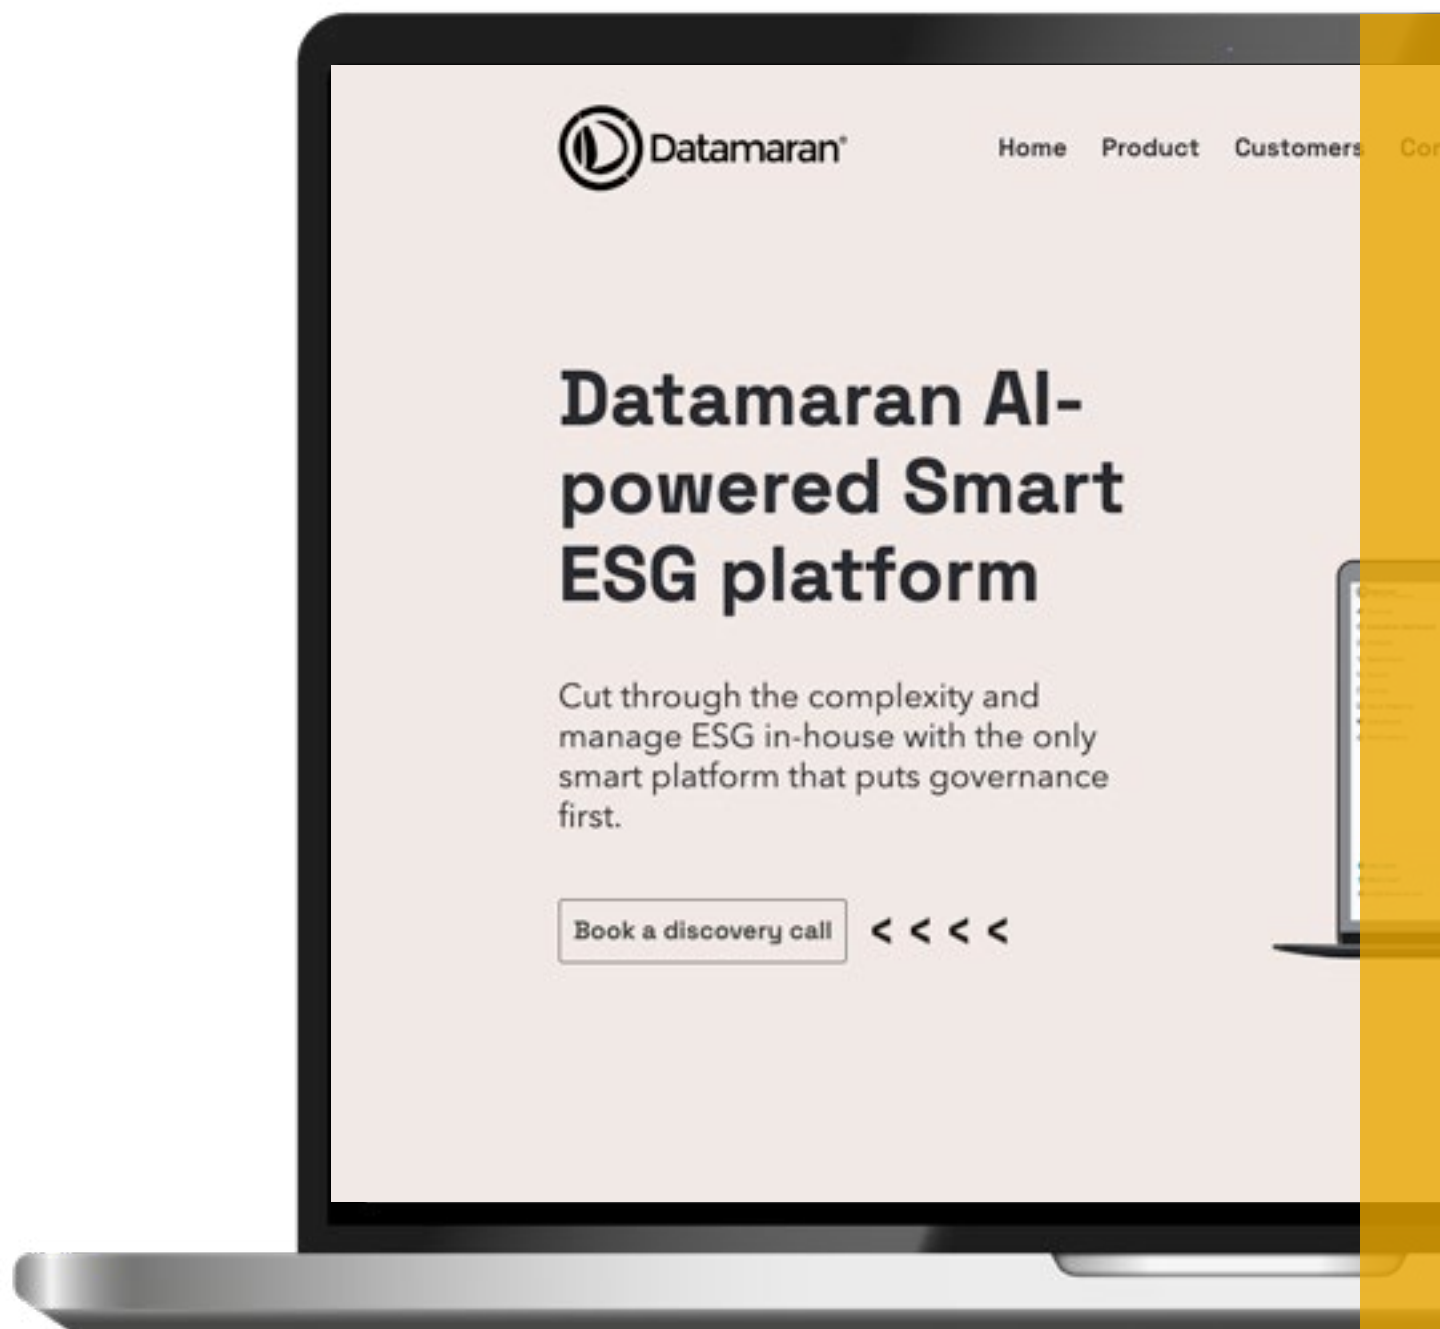 Datamaran®
Home Product Customers
Datamaran AI-
powered Smart
ESG platform
Cut through the complexity and
manage ESG in-house with the only
smart platform that puts governance
first.
Book a discovery call < < < <